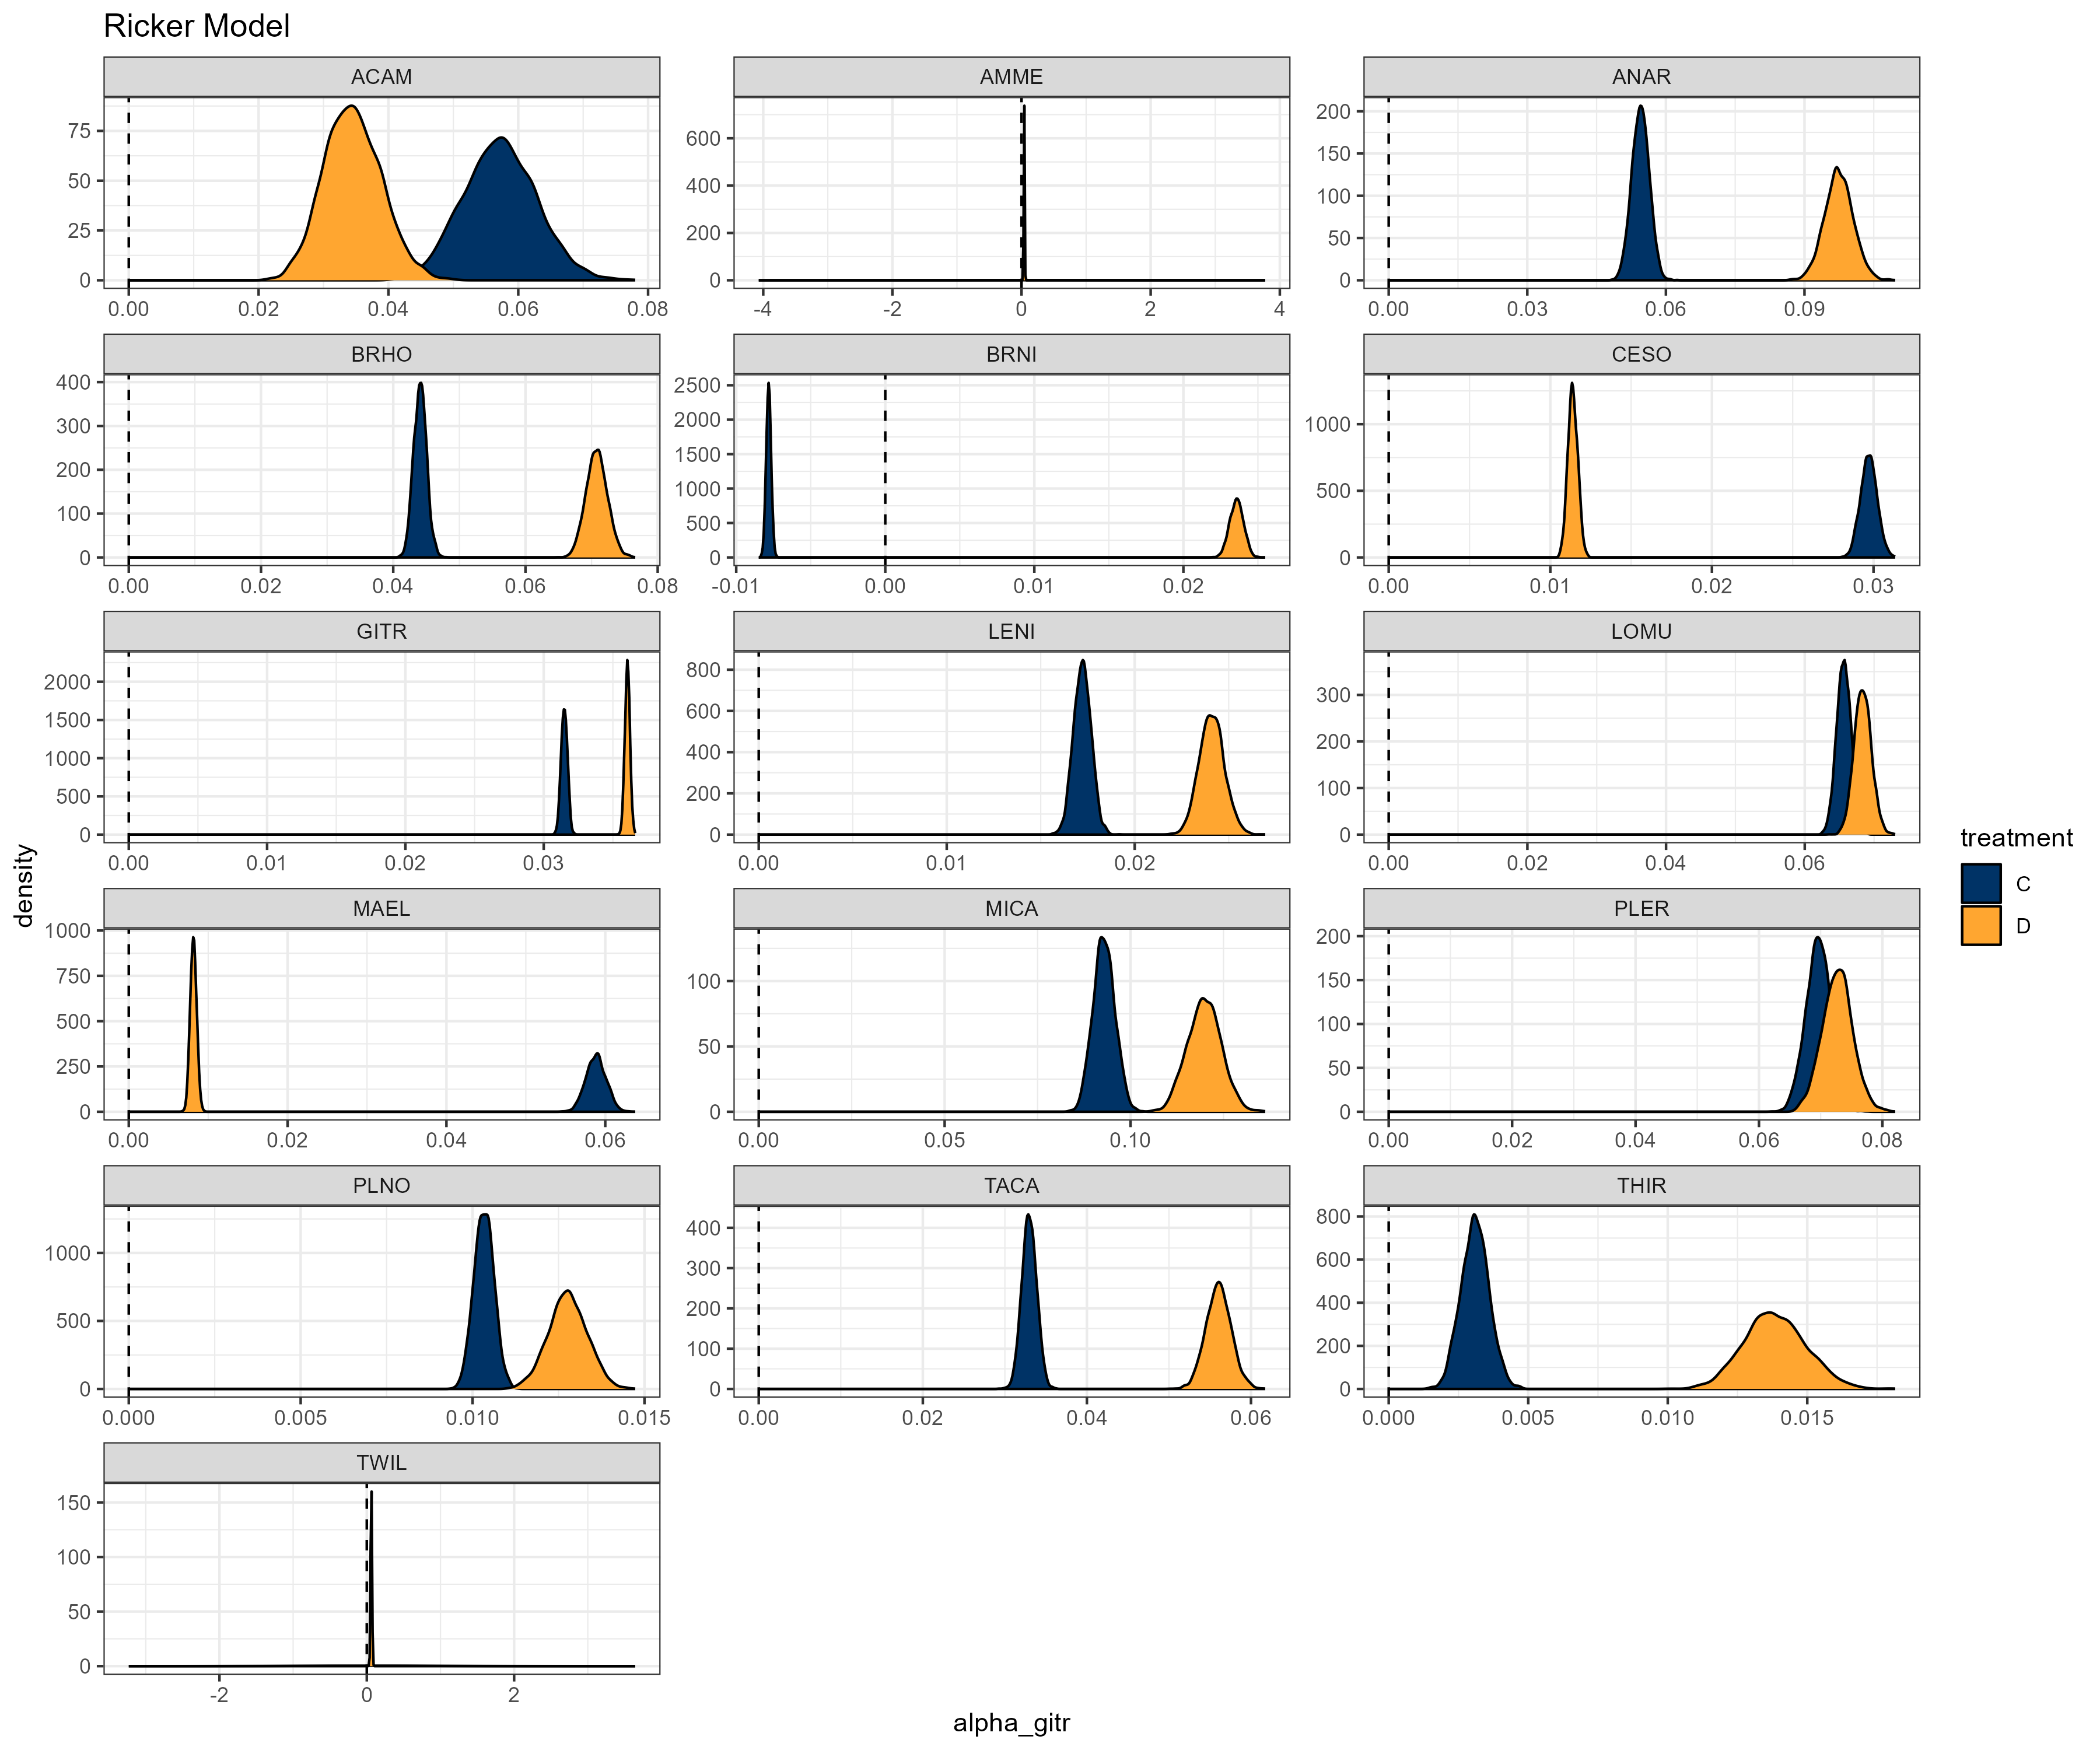 Ricker Model
ACAM AMME ANAR
75 50 25 0
600 400 200 0
200 150 100 50 0
0.00 0.02 0.04 0.06 0.08
-4 -2 0 2 4
0.00 0.03 0.06 0.09
BRHO BRNI CESO
400 300 200 100 0
2500 2000 1500 1000 500 0
1000 500 0
0.00 0.02 0.04 0.06 0.08
-0.01 0.00 0.01 0.02
0.00 0.01 0.02 0.03
GITR LENI LOMU
2000 1500 1000 500 0
800 600 400 200 0
300 200 100 0
0.00 0.01 0.02 0.03
0.00 0.01 0.02
0.00 0.02 0.04 0.06
MAEL MICA PLER
1000 750 500 250 0
100 50 0
200 150 100 50 0
0.00 0.02 0.04 0.06
0.00 0.05 0.10
0.00 0.02 0.04 0.06 0.08
PLNO TACA THIR
1000 500 0
400 300 200 100 0
800 600 400 200 0
0.000 0.005 0.010 0.015
0.00 0.02 0.04 0.06
0.000 0.005 0.010 0.015
TWIL
150 100 50 0
-2 0 2
density
alpha_gitr
treatment
C
D